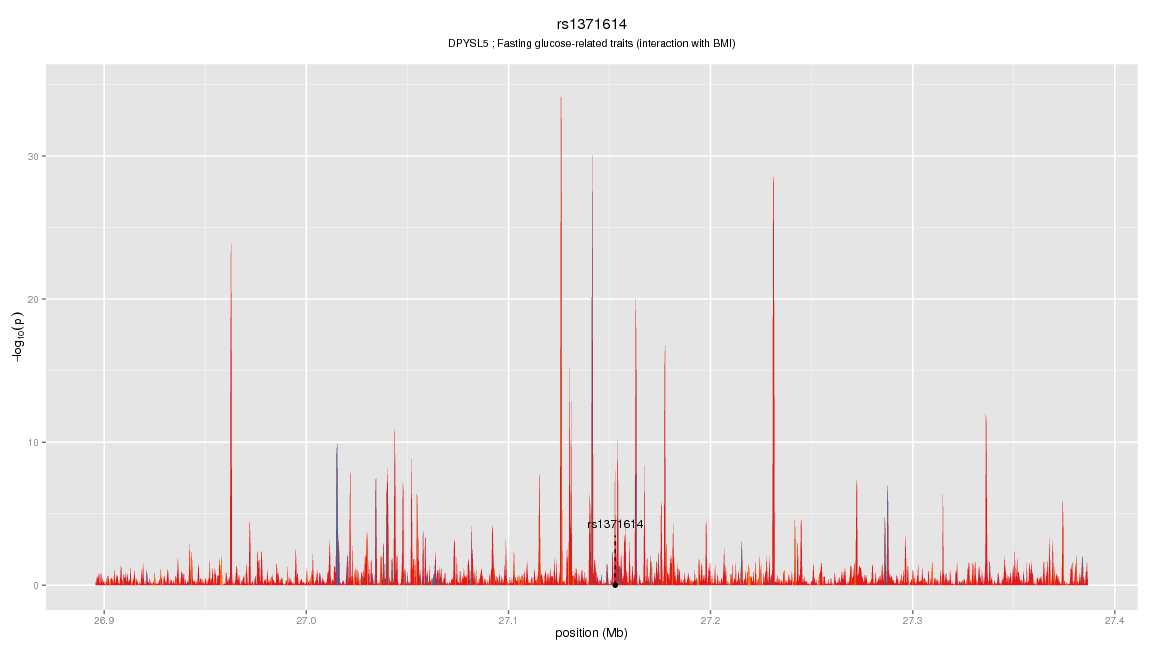 rs1371614
DPYSL5 ; Fasting glucose-related traits (interaction with BMI)
30
20
10
0
-log10(p)
rs1371614
26.9 27.0 27.1 27.2 27.3 27.4
position (Mb)